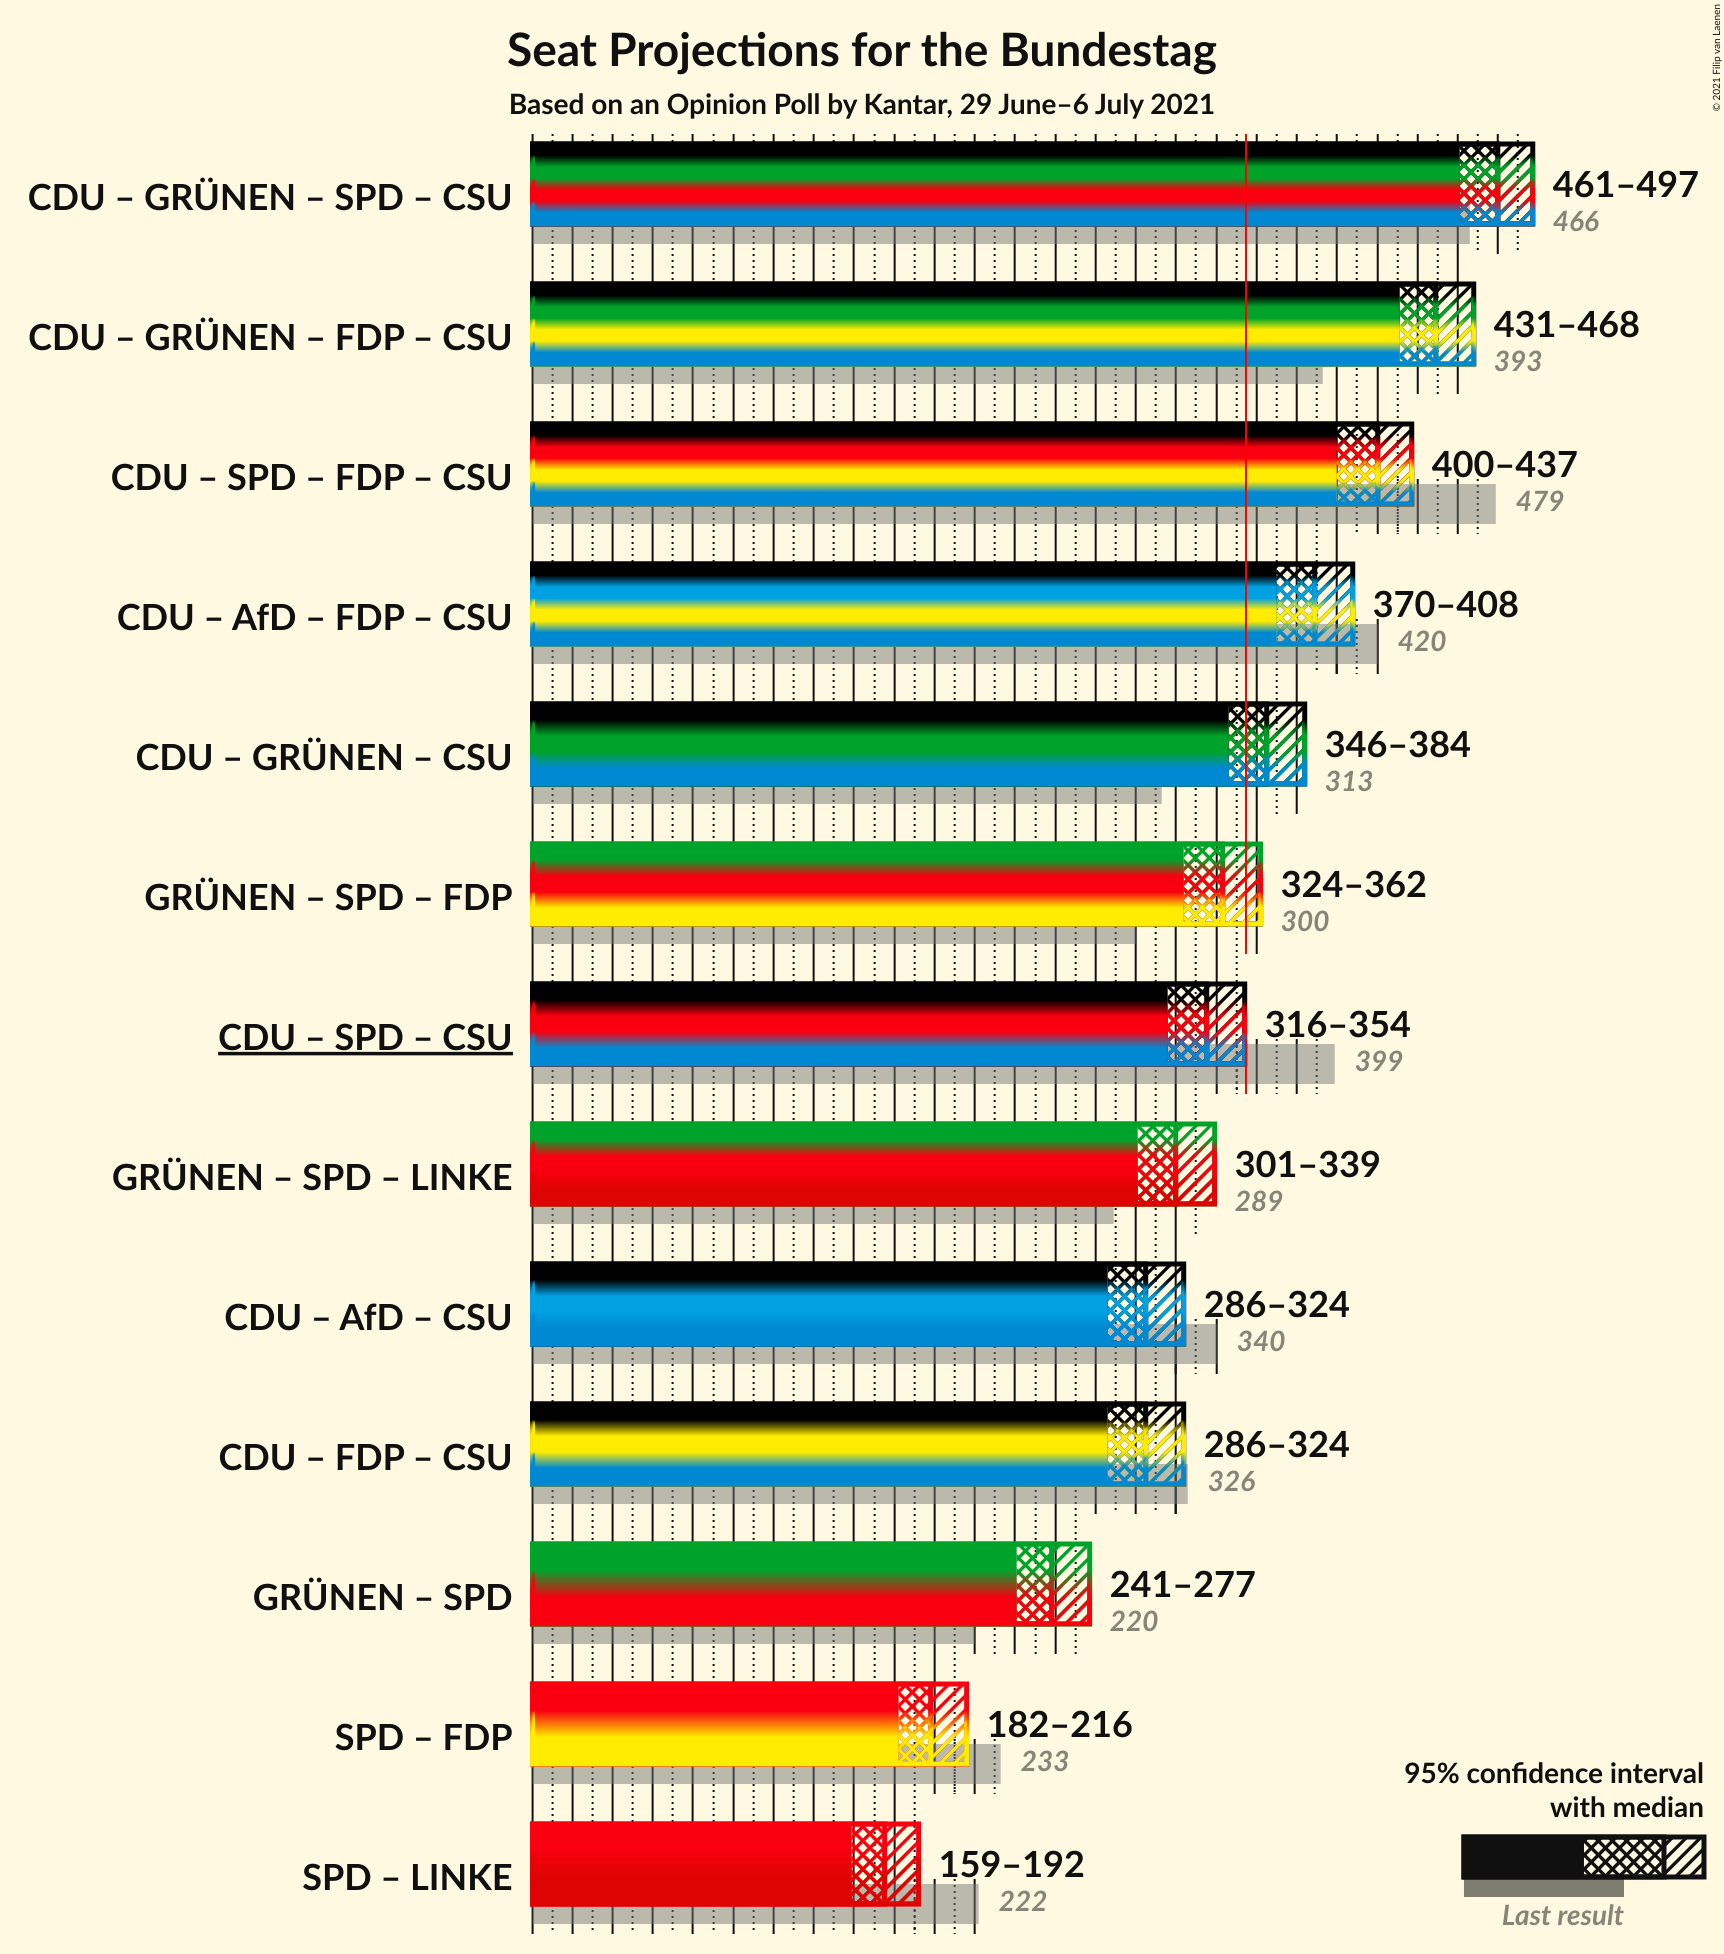 Seat Projections for the Bundestag
Based on an Opinion Poll by Kantar, 29 June–6 July 2021
© 2021 Filip van Laenen
CDU – GRÜNEN – SPD – CSU
461–497
466
CDU – GRÜNEN – FDP – CSU
431–468
393
CDU – SPD – FDP – CSU
400–437
479
CDU – AfD – FDP – CSU
370–408
420
CDU – GRÜNEN – CSU
346–384
313
GRÜNEN – SPD – FDP
324–362
300
CDU – SPD – CSU
316–354
399
GRÜNEN – SPD – LINKE
301–339
289
CDU – AfD – CSU
286–324
340
CDU – FDP – CSU
286–324
326
GRÜNEN – SPD
241–277
220
SPD – FDP
182–216
233
SPD – LINKE
159–192
222
95% confidence interval
with median
Last result